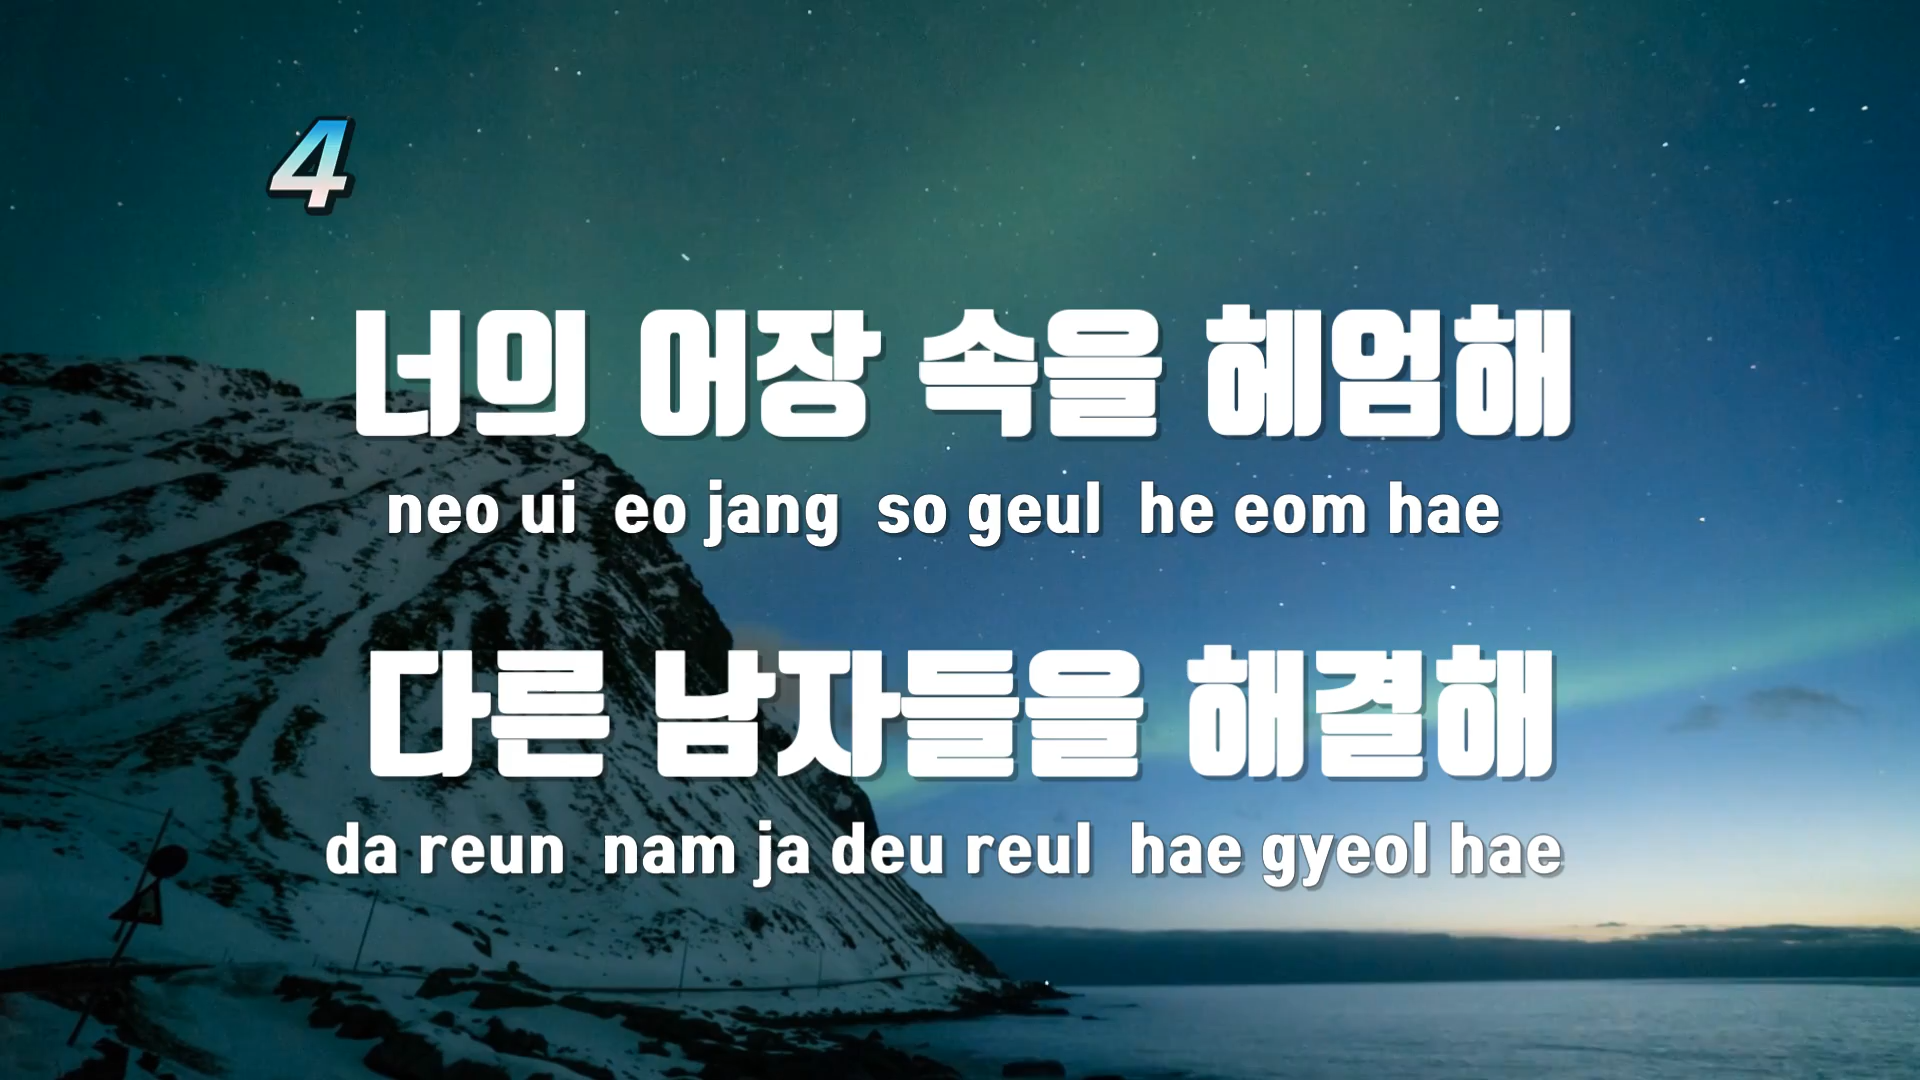 4
너의 어장 속을 헤엄해
neo ui eo jang so geul he eom hae
다른 남자들을 해결해
da reun nam ja deu reul hae gyeol hae